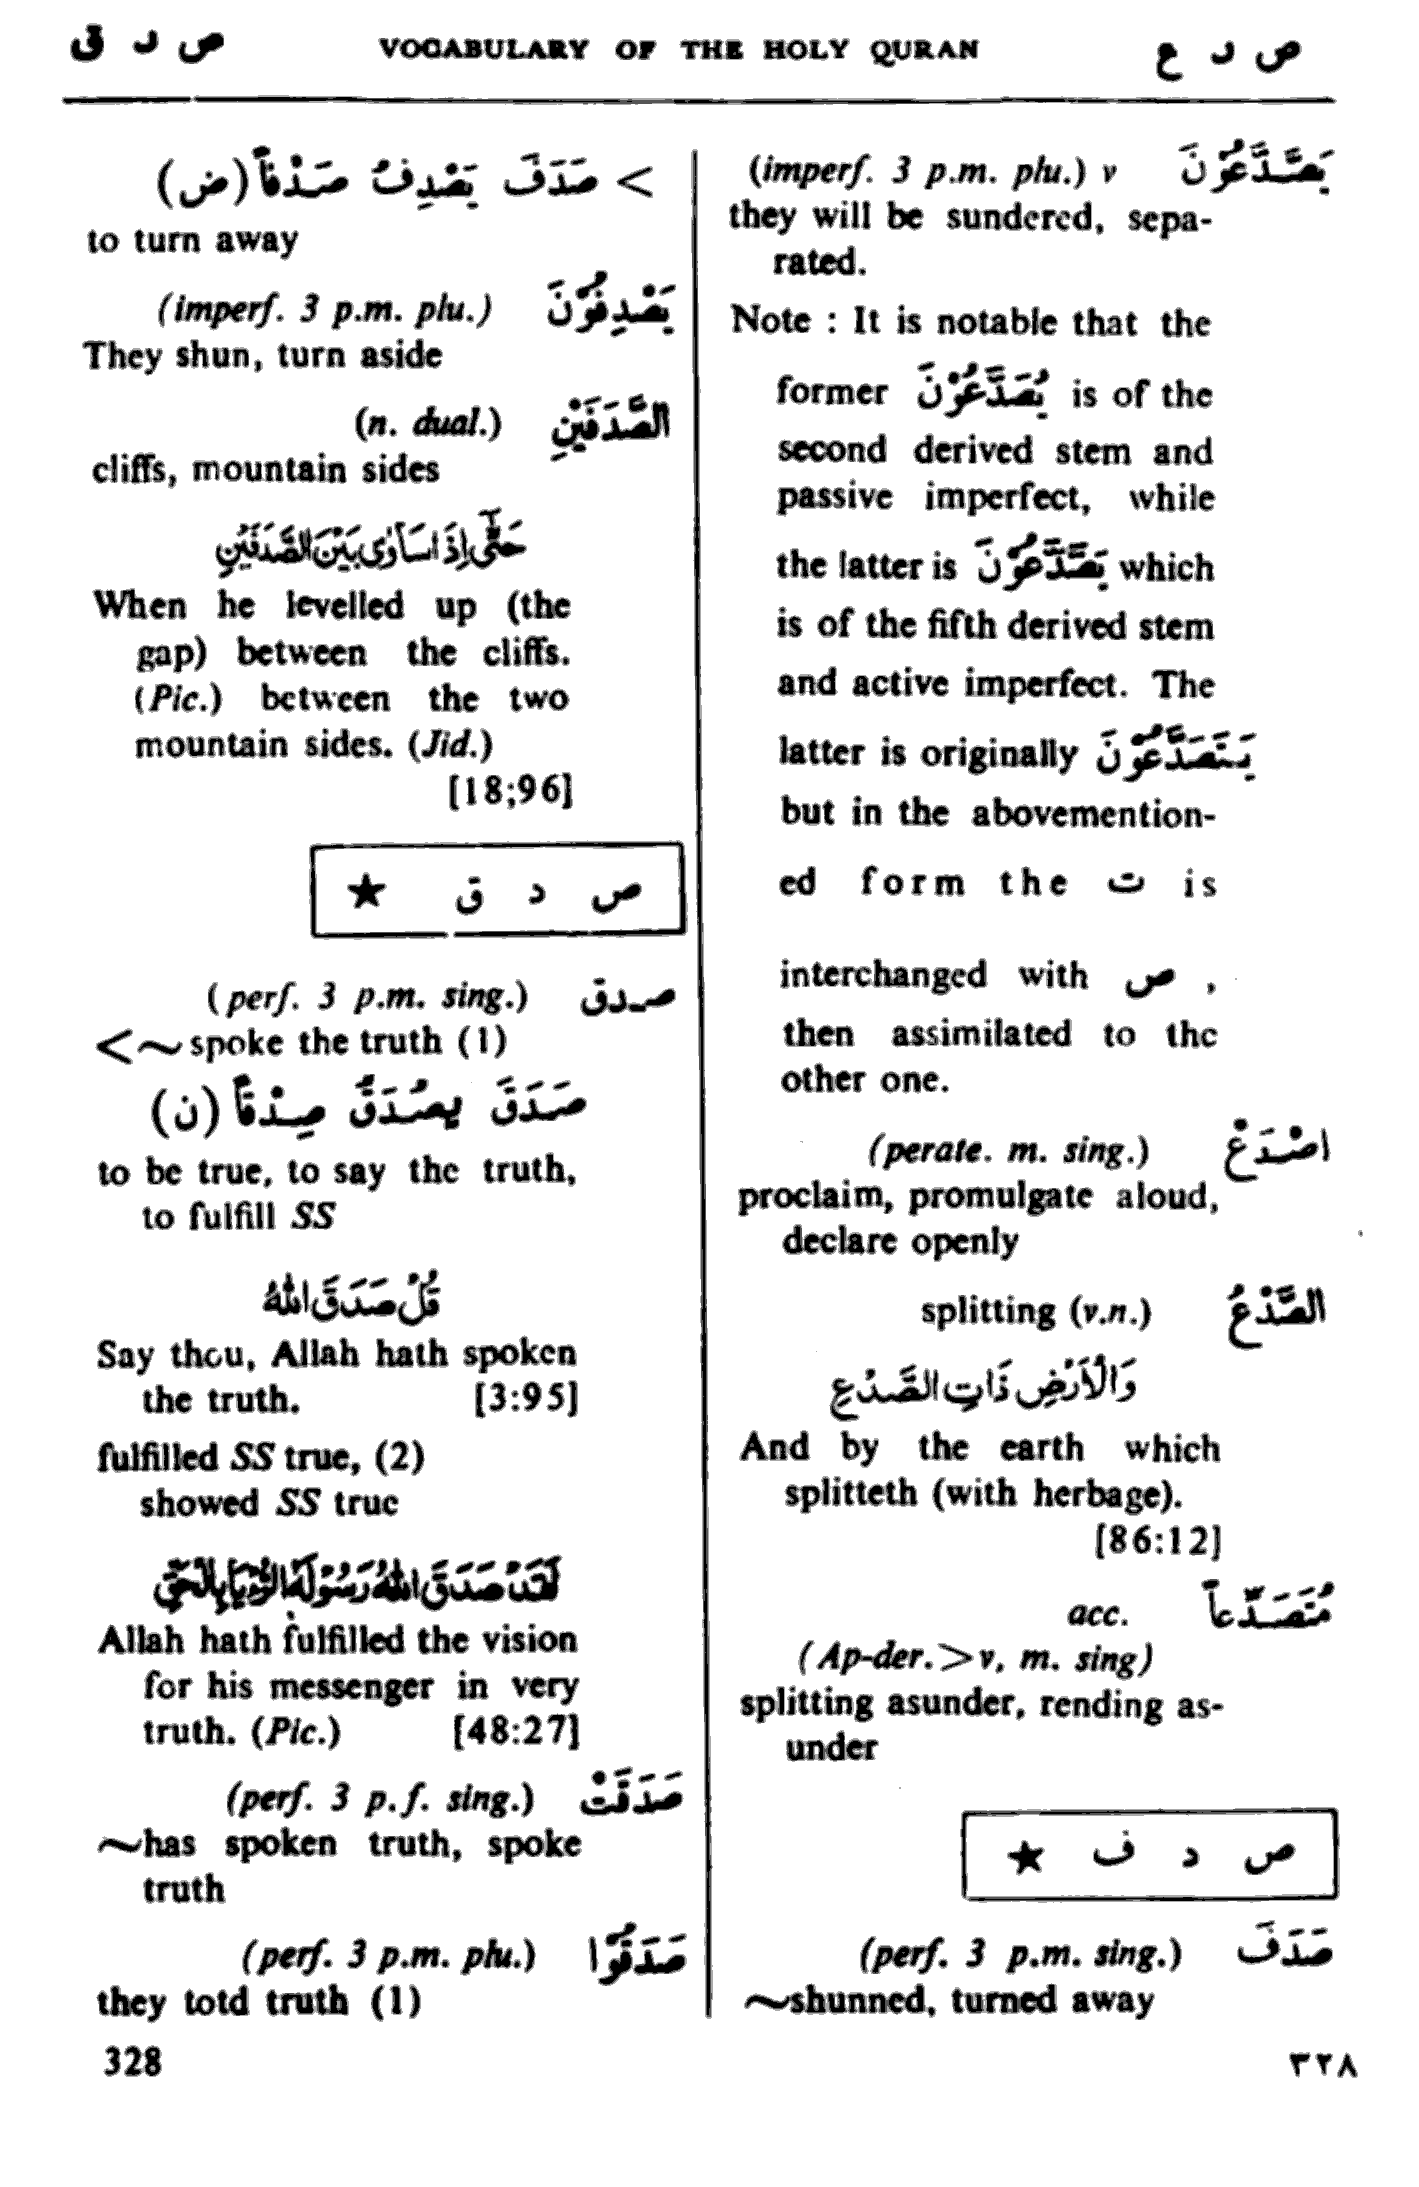 ص د ق VOCABULARY OF THE HOLY QURAN ص د ع
(imperf. 3 p.m. plu.) v يَصَّدَّعُوْنَ
they will be sundered, sepa-
rated.
Note : It is notable that the
former يُصَدَّعُوْنَ is of the
second derived stem and
passive imperfect, while
the latter is يَصَّدَّعُوْنَ which
is of the fifth derived stem
and active imperfect. The
latter is originally يَتَصَدَّعُوْنَ
but in the abovemention-
ed form the ت is
interchanged with ص ,
then assimilated to the
other one.
(perate. m. sing.) اصْدَعْ
proclaim, promulgate aloud,
declare openly
splitting (v.n.) الصَّدْعُ
وَالْاَرْضِ ذَاتِ الصَّدْعِ
And by the earth which
splitteth (with herbage).
[86:12]
acc. مُتَصَدِّعاً
(Ap-der.>v, m. sing)
splitting asunder, rending as-
under
ص د ف ★
(perf. 3 p.m. sing.) صَدَفَ
~shunned, turned away
< صَدَفَ يَصْدِفُ صَدْفاً (ض)
to turn away
(imperf. 3 p.m. plu.) يَصْدِفُوْنَ
They shun, turn aside
(n. dual.) الصَّدَفَيْنِ
cliffs, mountain sides
حَتّٰٓى اِذَا سَاوٰى بَيْنَ الصَّدَفَيْنِ
When he levelled up (the
gap) between the cliffs.
(Pic.) between the two
mountain sides. (Jid.)
[18;96]
ص د ق ★
(perf. 3 p.m. sing.) صدق
<~spoke the truth (1)
صَدَقَ يصْدُقُ صِدْقاً (ن)
to be true, to say the truth,
to fulfill SS
قُلْ صَدَقَ اللهُ
Say thou, Allah hath spoken
the truth. [3:95]
fulfilled SS true, (2)
showed SS true
لَقَدْ صَدَقَ اللهُ رَسُوْلَهُ الرُّءْيَا بِالْحَقِّ
Allah hath fulfilled the vision
for his messenger in very
truth. (Pic.) [48:27]
(perf. 3 p.f. sing.) صَدَقَتْ
~has spoken truth, spoke
truth
(perf. 3 p.m. plu.) صَدَقُوْا
they totd truth (1)
328 ٣٢٨